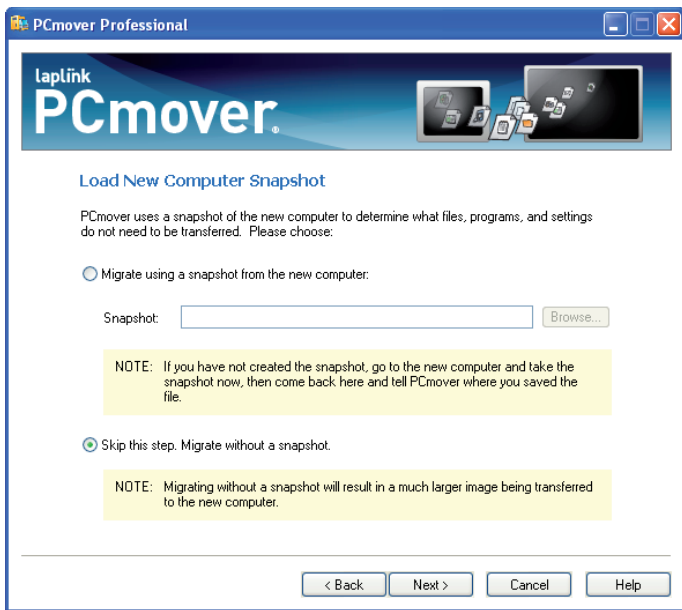 PCmover Professional
laplink
PCmover®
Load New Computer Snapshot
PCmover uses a snapshot of the new computer to determine what files, programs, and settings
do not need to be transferred. Please choose:
Migrate using a snapshot from the new computer:
Snapshot:
Browse...
NOTE: If you have not created the snapshot, go to the new computer and take the
snapshot now, then come back here and tell PCmover where you saved the
file.
Skip this step. Migrate without a snapshot.
NOTE: Migrating without a snapshot will result in a much larger image being transferred
to the new computer.
< Back Next > Cancel Help